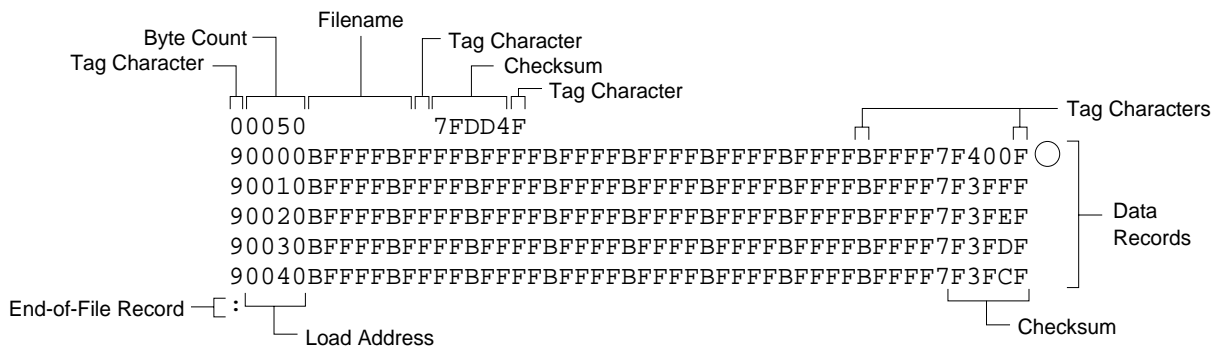 Filename
Byte Count
Tag Character
Tag Character
Checksum
Tag Character
Tag Characters
00050 7FDD4F
90000BFFFFBFFFFBFFFFBFFFFBFFFFBFFFFBFFFFBFFFF7F400F
90010BFFFFBFFFFBFFFFBFFFFBFFFFBFFFFBFFFFBFFFF7F3FFF
90020BFFFFBFFFFBFFFFBFFFFBFFFFBFFFFBFFFFBFFFF7F3FEF
90030BFFFFBFFFFBFFFFBFFFFBFFFFBFFFFBFFFFBFFFF7F3FDF
90040BFFFFBFFFFBFFFFBFFFFBFFFFBFFFFBFFFFBFFFF7F3FCF
:
Data
Records
End-of-File Record
Load Address
Checksum